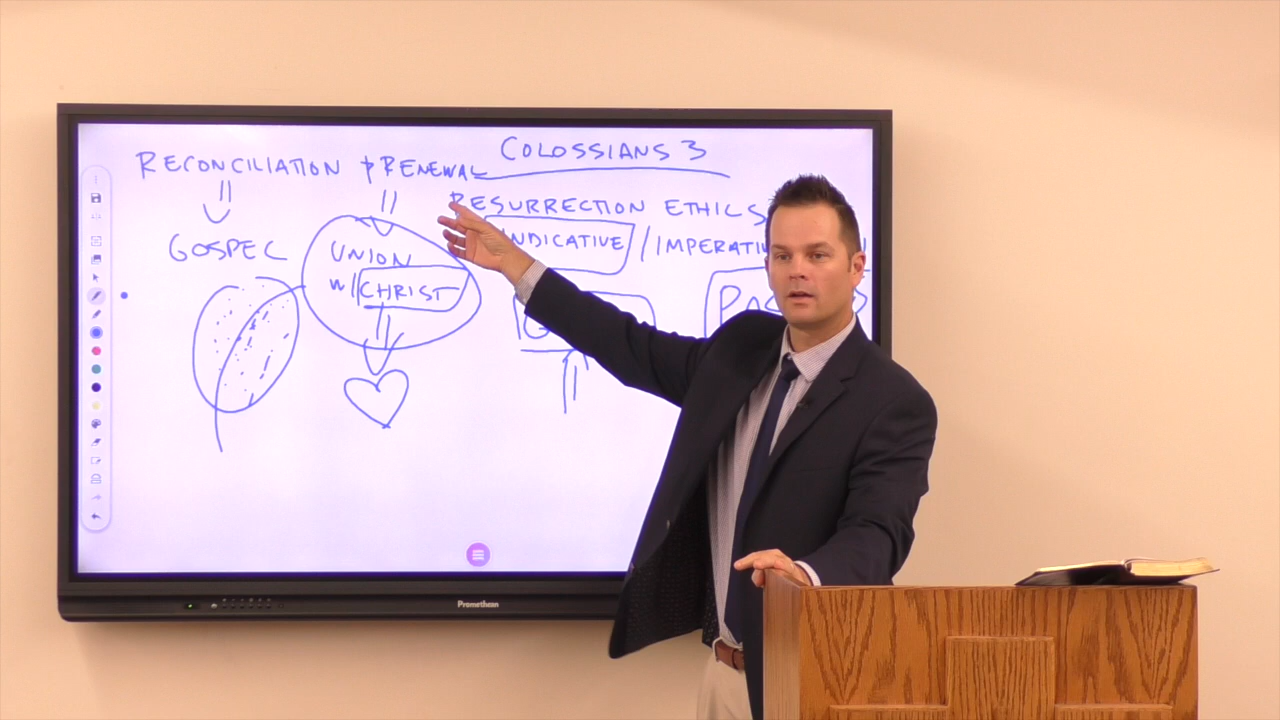 COLOSSIANS 3
RECONCILIATION & RENEWAL
RESURRECTION ETHICS
GOSPEL
UNION
W/ CHRIST
INDICATIVE / IMPERATIV
Promethean